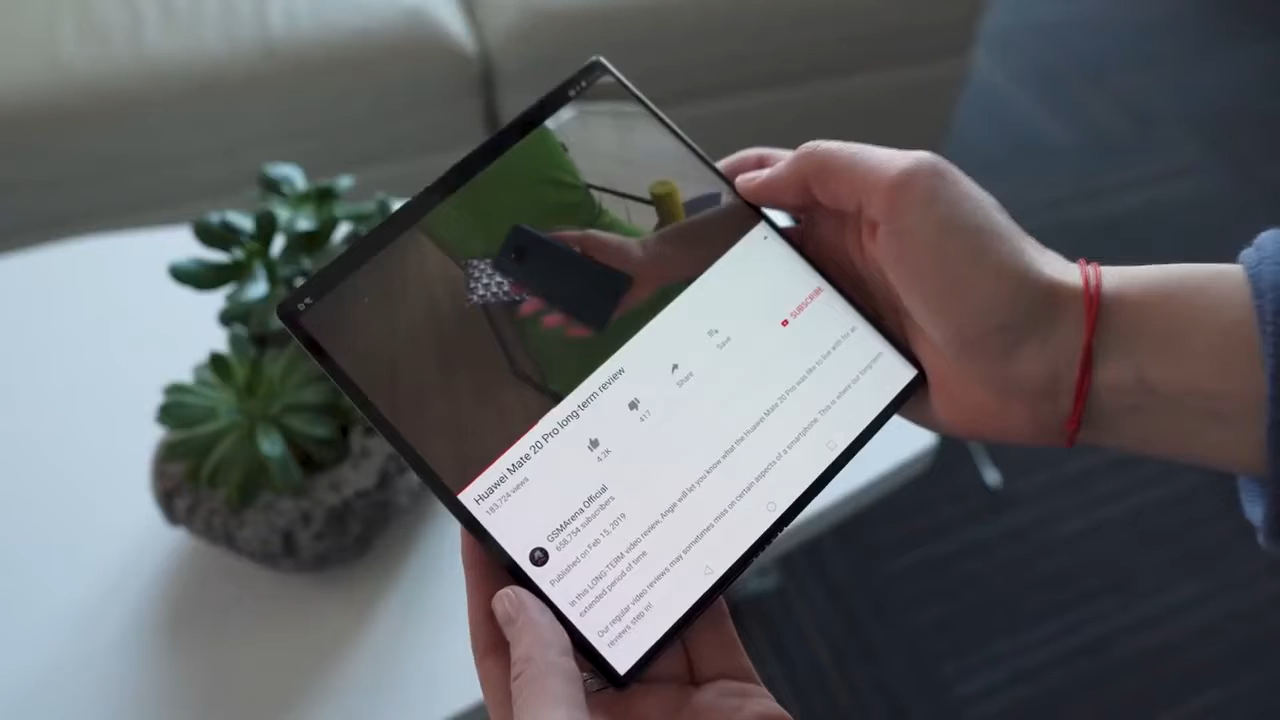 Huawei Mate 20 Pro long-term review
183,724 views
4.2K
417
Share
Save
GSMArena Official
658,754 subscribers
SUBSCRIBE
Published on Feb 15, 2019
In this LONG-TERM video review, Angie will let you know what the Huawei Mate 20 Pro was like to live with for an
extended period of time
Our regular video reviews may sometimes miss on certain aspects of a smartphone. This is where our long-term
reviews step in!